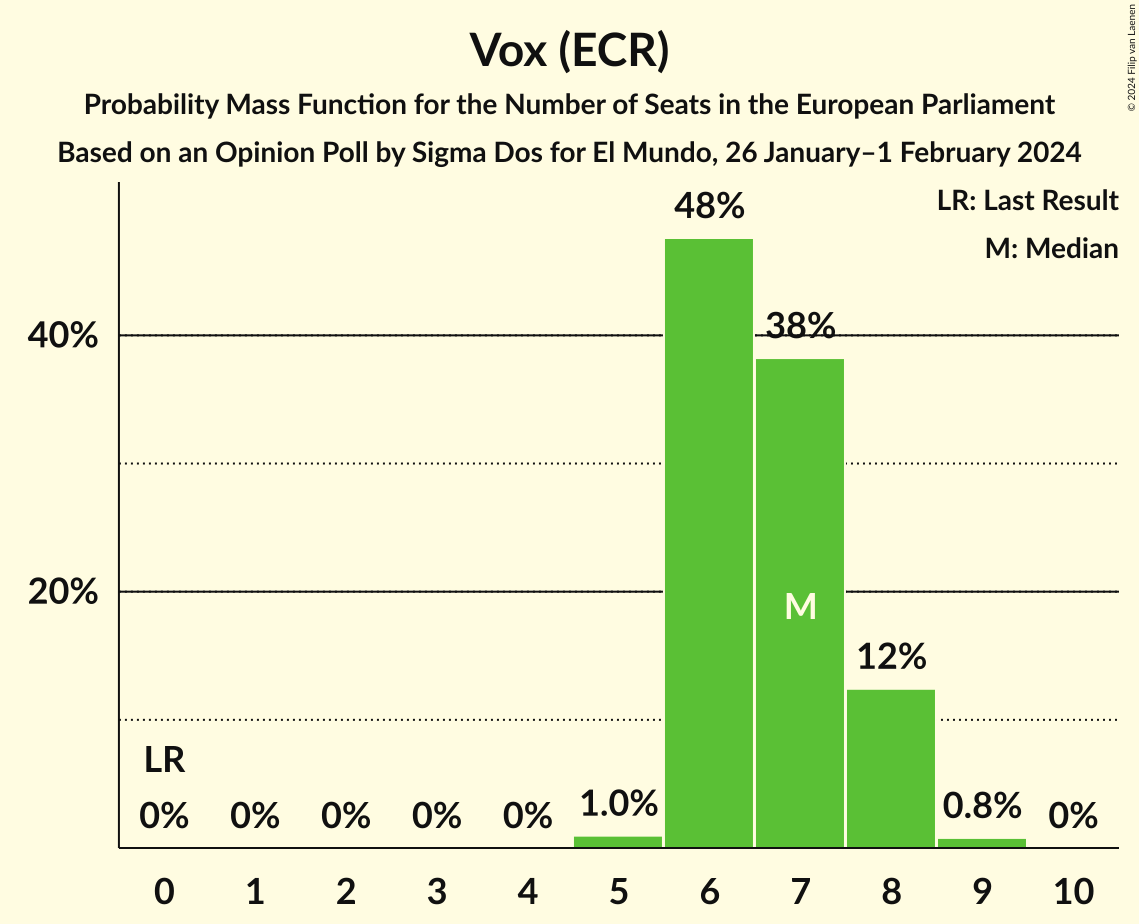 Vox (ECR)
Probability Mass Function for the Number of Seats in the European Parliament
Based on an Opinion Poll by Sigma Dos for El Mundo, 26 January–1 February 2024
© 2024 Filip van Laenen
LR: Last Result
M: Median
48%
38%
40%
20%
M
12%
LR
0% 0% 0% 0% 0% 1.0% 0.8% 0%
0 1 2 3 4 5 6 7 8 9 10